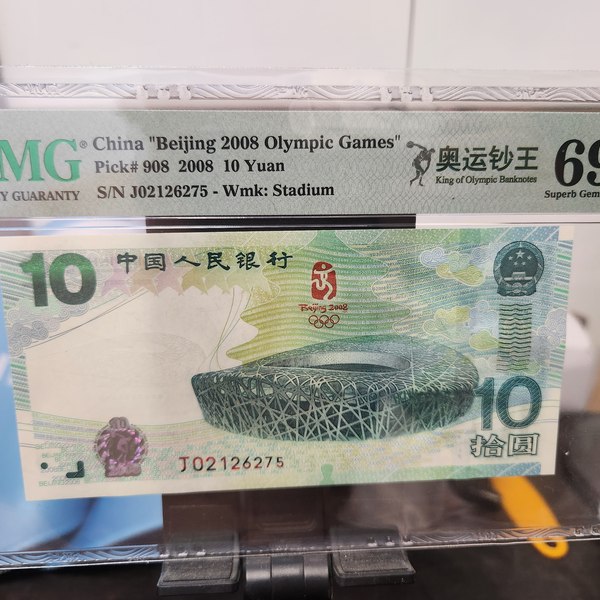 MG®
Y GUARANTY
China "Beijing 2008 Olympic Games"
Pick# 908 2008 10 Yuan
S/N J02126275 - Wmk: Stadium
奥运钞王
King of Olympic Banknotes
69
Superb Gem
10
中国人民银行
Beijing 2008
J02126275
10
拾圆